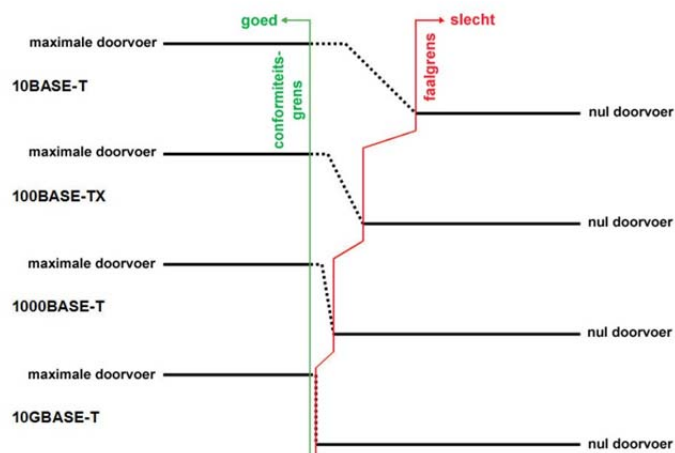 goed
slecht
maximale doorvoer
conformiteits-
grens
faalgrens
10BASE-T
nul doorvoer
maximale doorvoer
100BASE-TX
nul doorvoer
maximale doorvoer
1000BASE-T
nul doorvoer
maximale doorvoer
10GBASE-T
nul doorvoer